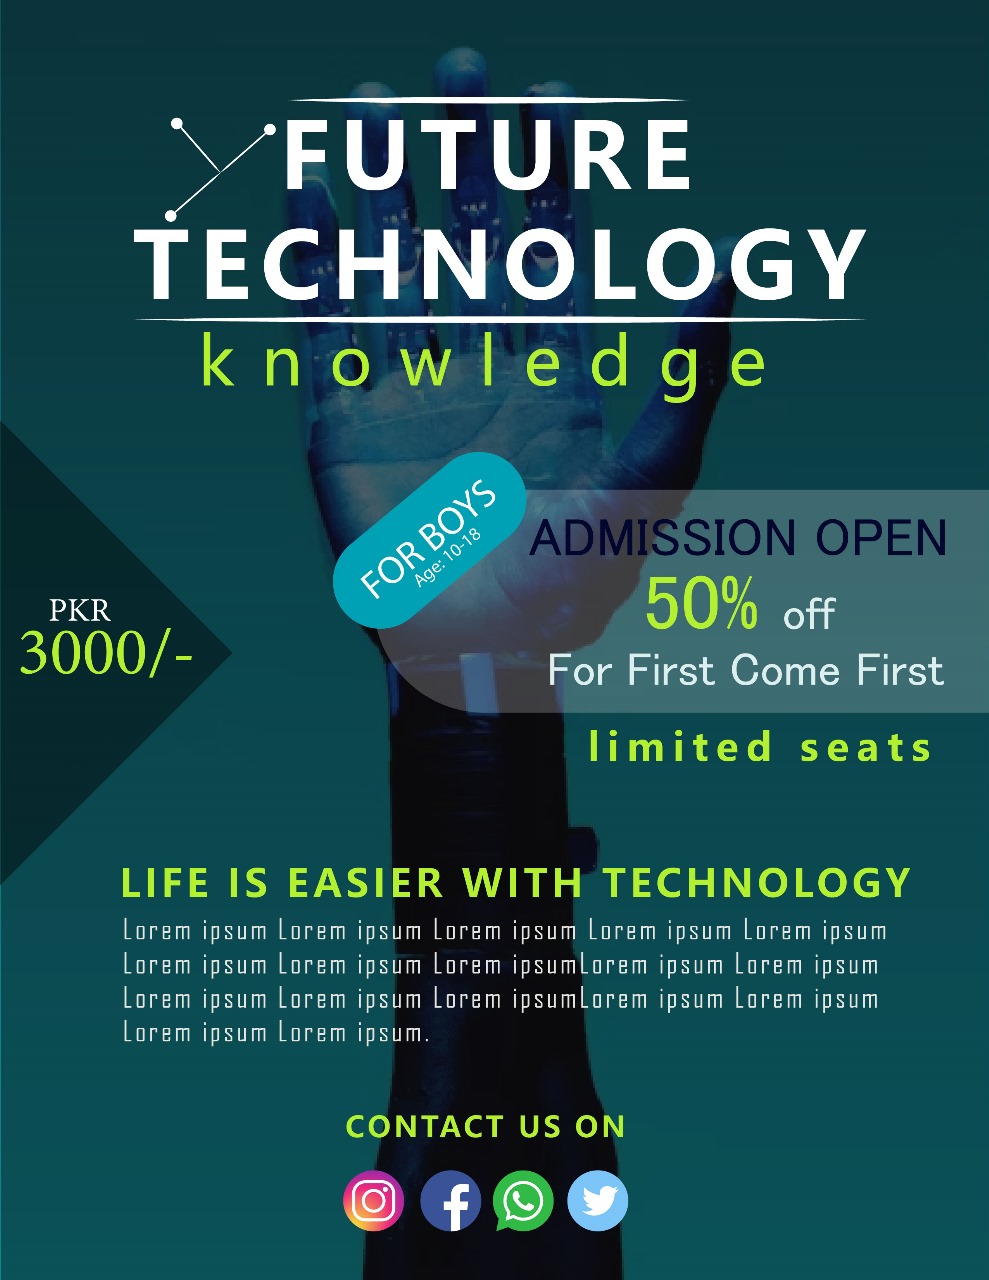 FUTURE
TECHNOLOGY
knowledge
FOR BOYS
Age: 10-18
ADMISSION OPEN
50% off
For First Come First
limited seats
PKR
3000/-
LIFE IS EASIER WITH TECHNOLOGY
Lorem ipsum Lorem ipsum Lorem ipsum Lorem ipsum Lorem ipsum
Lorem ipsum Lorem ipsum Lorem ipsumLorem ipsum Lorem ipsum
Lorem ipsum Lorem ipsum Lorem ipsumLorem ipsum Lorem ipsum
Lorem ipsum Lorem ipsum.
CONTACT US ON